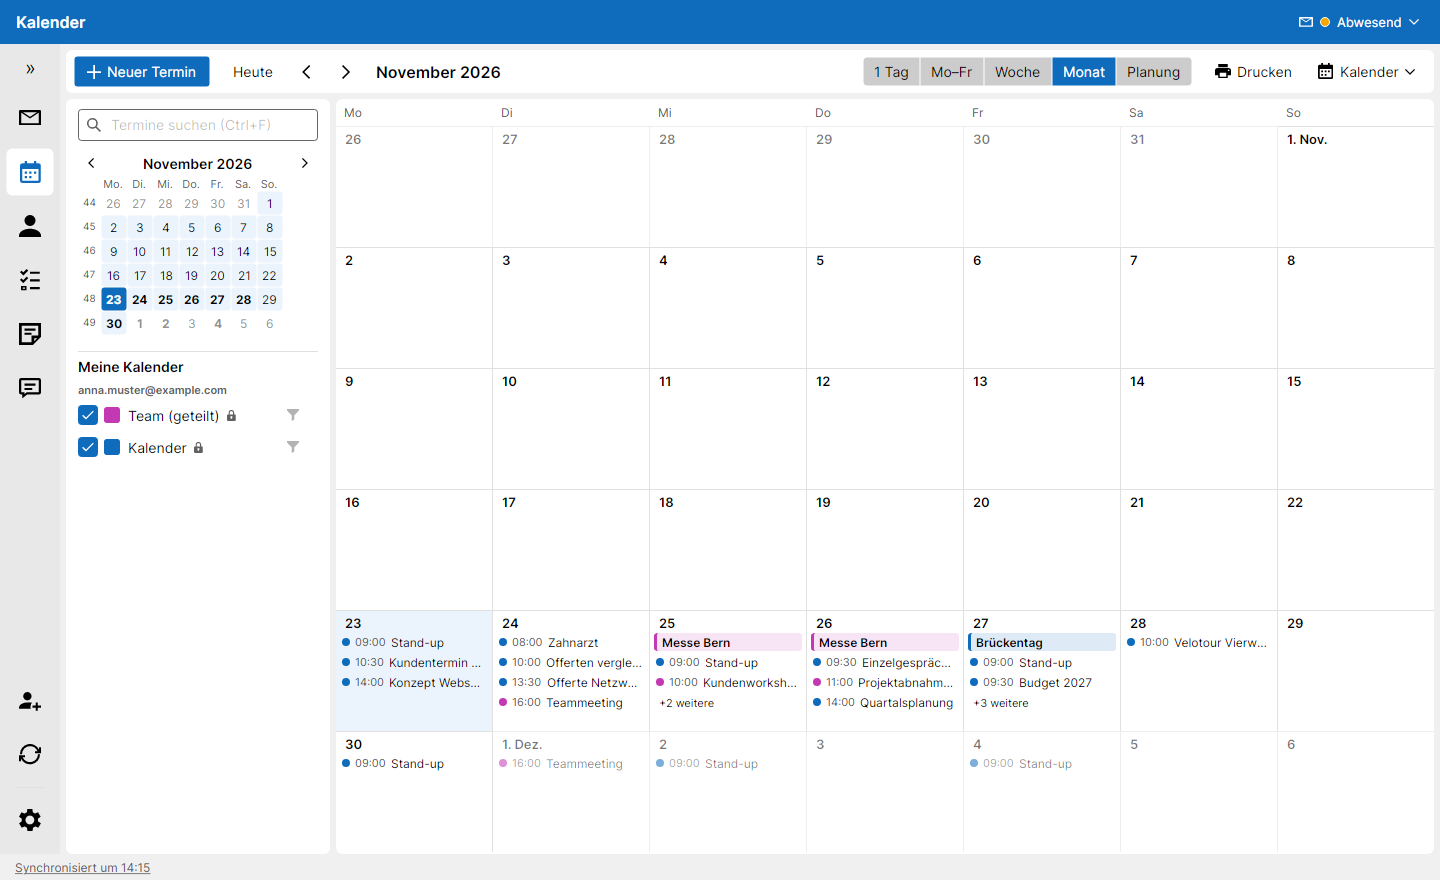 Kalender
Abwesend
Neuer Termin
Heute
November 2026
1 Tag
Mo–Fr
Woche
Monat
Planung
Drucken
Kalender
Termine suchen (Ctrl+F)
November 2026
Mo. Di. Mi. Do. Fr. Sa. So.
44 26 27 28 29 30 31 1
45 2 3 4 5 6 7 8
46 9 10 11 12 13 14 15
47 16 17 18 19 20 21 22
48 23 24 25 26 27 28 29
49 30 1 2 3 4 5 6
Meine Kalender
anna.muster@example.com
Team (geteilt)
Kalender
Mo Di Mi Do Fr Sa So
26 27 28 29 30 31 1. Nov.
2 3 4 5 6 7 8
9 10 11 12 13 14 15
16 17 18 19 20 21 22
23
09:00 Stand-up
10:30 Kundentermin ...
14:00 Konzept Webs...
24
08:00 Zahnarzt
10:00 Offerten vergle...
13:30 Offerte Netzw...
16:00 Teammeeting
25
Messe Bern
09:00 Stand-up
10:00 Kundenworksh...
+2 weitere
26
Messe Bern
09:30 Einzelgespräc...
11:00 Projektabnahm...
14:00 Quartalsplanung
27
Brückentag
09:00 Stand-up
09:30 Budget 2027
+3 weitere
28
10:00 Velotour Vierw...
29
30
09:00 Stand-up
1. Dez.
16:00 Teammeeting
2
09:00 Stand-up
3
4
09:00 Stand-up
5
6
Synchronisiert um 14:15